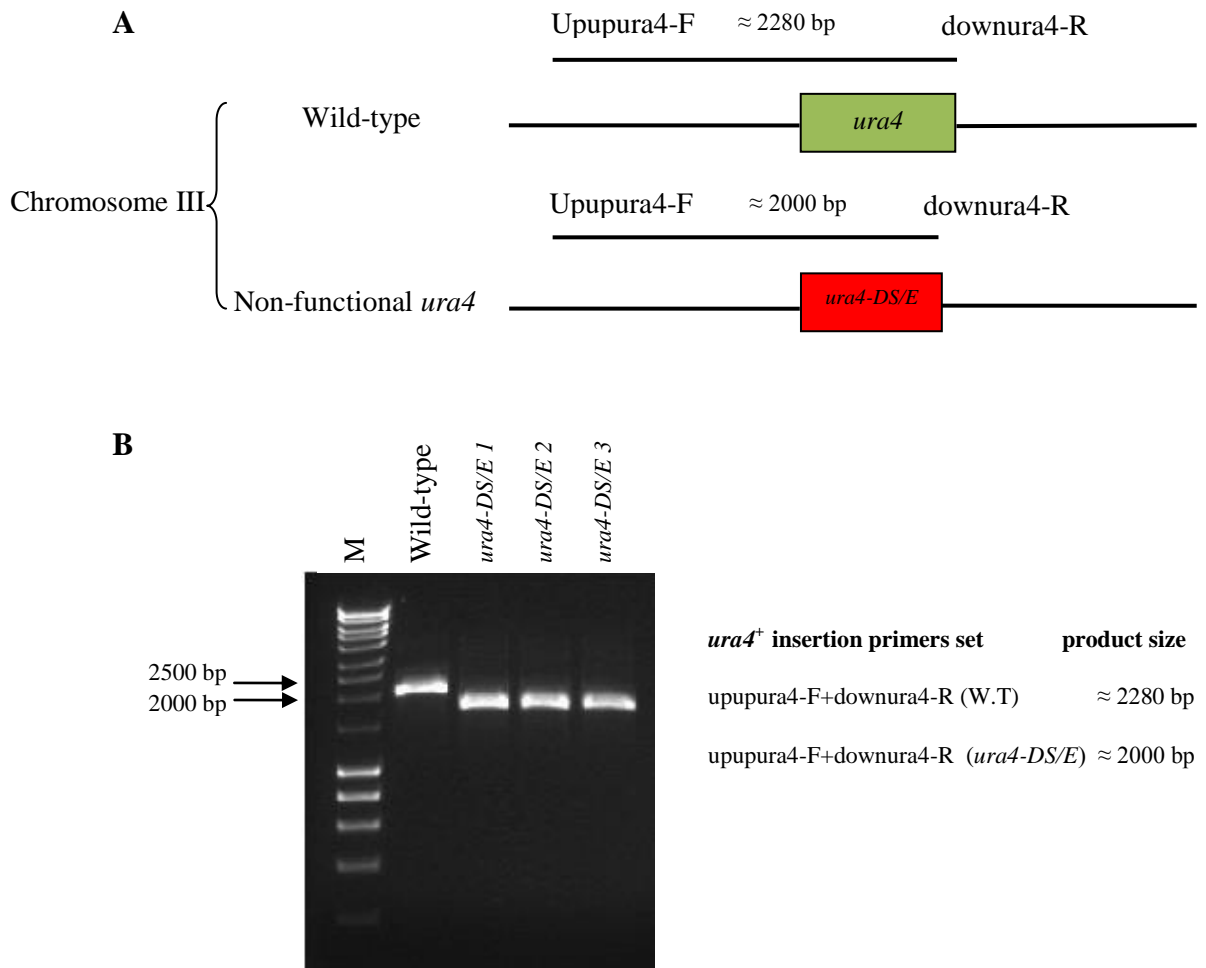 A
Upupura4-F ≈ 2280 bp downura4-R
Wild-type
ura4
Chromosome III
Upupura4-F ≈ 2000 bp downura4-R
Non-functional ura4
ura4-DS/E
B
M
Wild-type
ura4-DS/E 1
ura4-DS/E 2
ura4-DS/E 3
2500 bp
2000 bp
ura4+ insertion primers set product size
upupura4-F+downura4-R (W.T) ≈ 2280 bp
upupura4-F+downura4-R (ura4-DS/E) ≈ 2000 bp